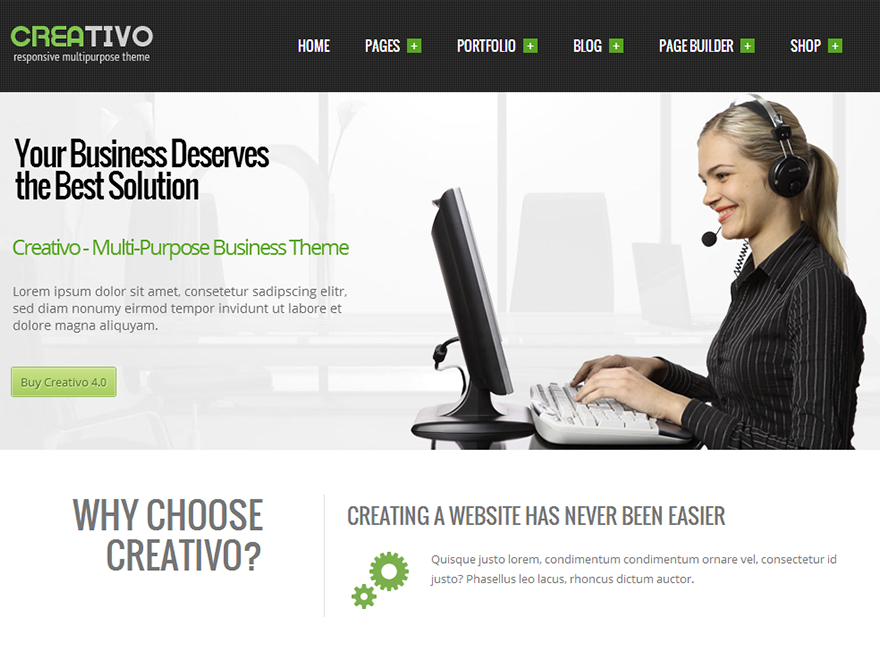 CREATIVO
responsive multipurpose theme
HOME PAGES + PORTFOLIO + BLOG + PAGE BUILDER + SHOP +
Your Business Deserves
the Best Solution
Creativo - Multi-Purpose Business Theme
Lorem ipsum dolor sit amet, consetetur sadipscing elitr,
sed diam nonumy eirmod tempor invidunt ut labore et
dolore magna aliquyam.
Buy Creativo 4.0
WHY CHOOSE
CREATIVO?
CREATING A WEBSITE HAS NEVER BEEN EASIER
Quisque justo lorem, condimentum condimentum ornare vel, consectetur id
justo? Phasellus leo lacus, rhoncus dictum auctor.